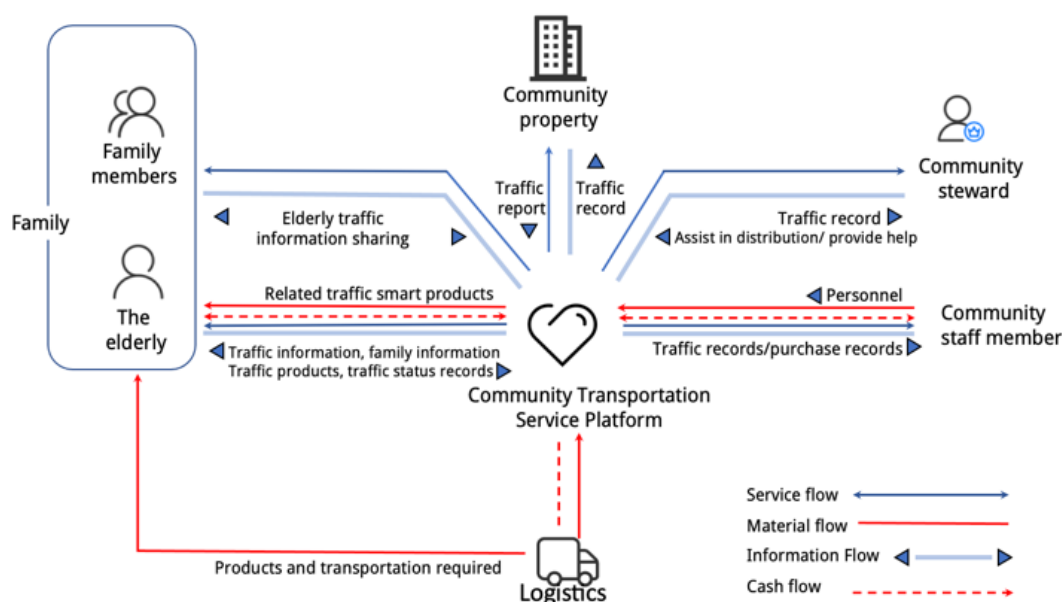 Community
property
Family
members
Community
steward
Family
Traffic
report
Traffic
record
Elderly traffic
information sharing
Traffic record
Assist in distribution/ provide help
The
elderly
Related traffic smart products
Personnel
Community
staff member
Traffic information, family information
Traffic products, traffic status records
Traffic records/purchase records
Community Transportation
Service Platform
Service flow
Material flow
Information Flow
Cash flow
Products and transportation required
Logistics